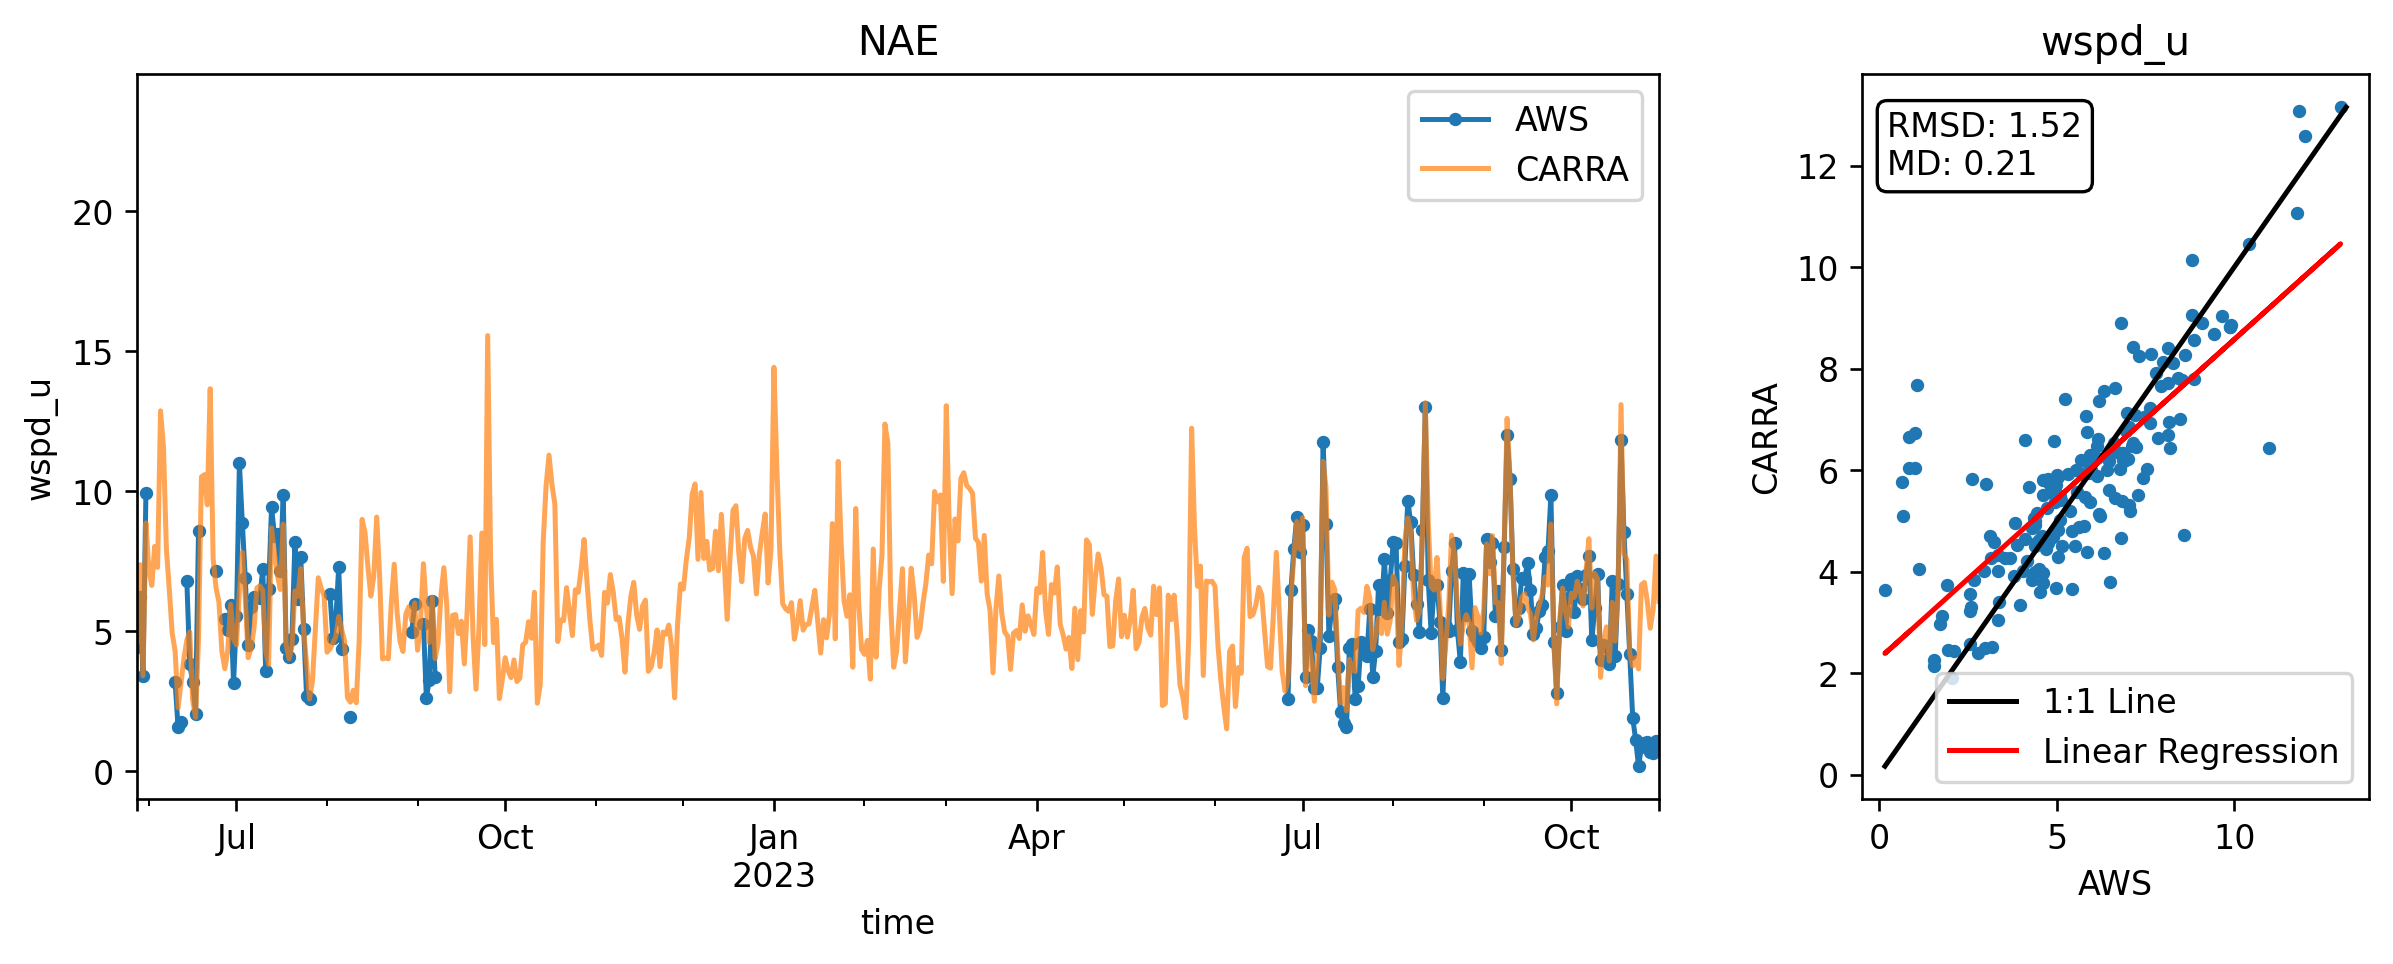 NAE
wspd_u
20
15
10
5
0
AWS
CARRA
Jul
Oct
Jan
2023
Apr
Jul
Oct
time
wspd_u
CARRA
12
10
8
6
4
2
0
RMSD: 1.52
MD: 0.21
1:1 Line
Linear Regression
0
5
10
AWS